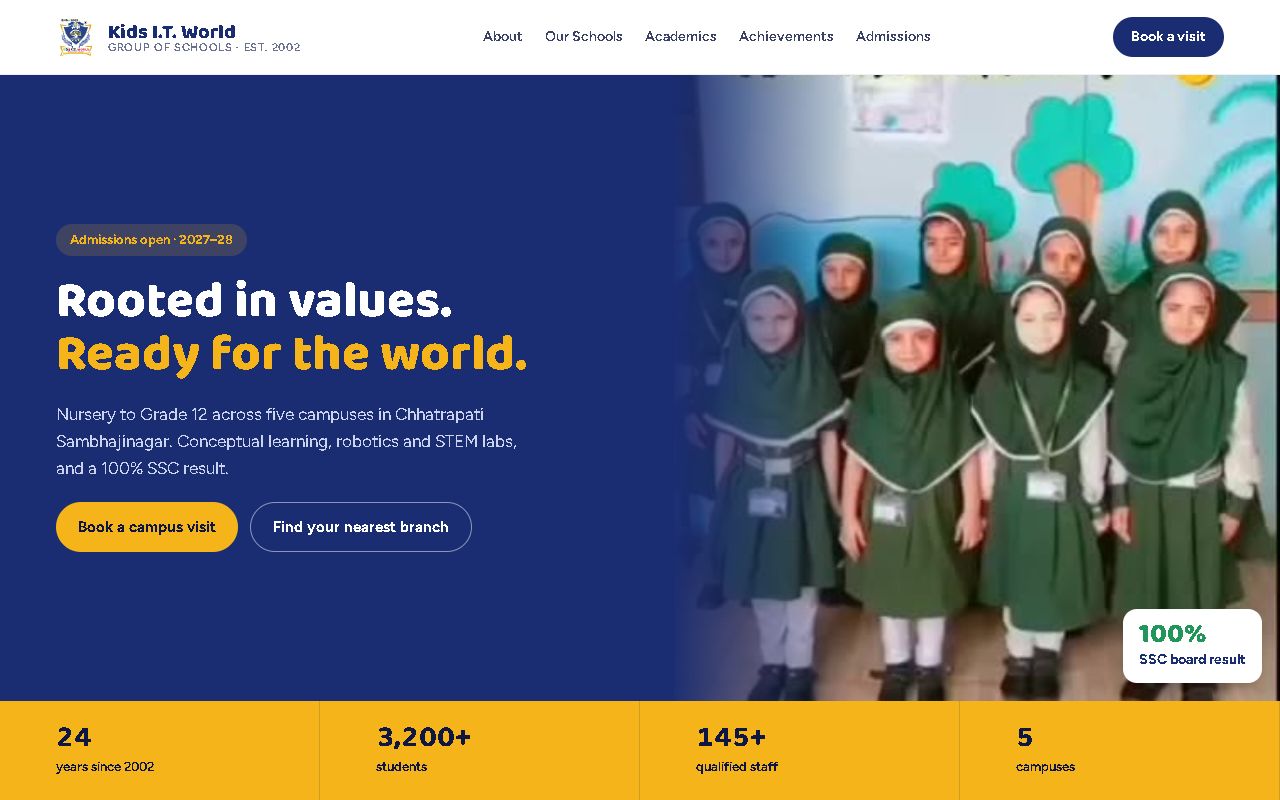 Kids I.T. World
GROUP OF SCHOOLS · EST. 2002
About
Our Schools
Academics
Achievements
Admissions
Book a visit
Admissions open · 2027–28
Rooted in values.
Ready for the world.
Nursery to Grade 12 across five campuses in Chhatrapati
Sambhajinagar. Conceptual learning, robotics and STEM labs,
and a 100% SSC result.
Book a campus visit
Find your nearest branch
100%
SSC board result
24
years since 2002
3,200+
students
145+
qualified staff
5
campuses